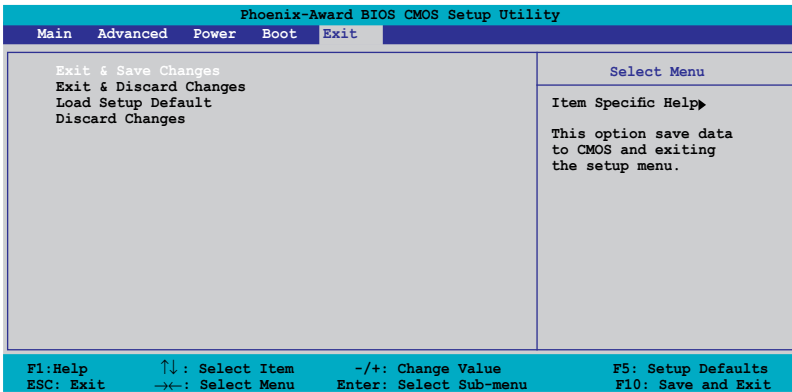 Phoenix-Award BIOS CMOS Setup Utility
Main Advanced Power Boot Exit
Exit & Save Changes
Exit & Discard Changes
Load Setup Default
Discard Changes
Select Menu
Item Specific Help▶
This option save data
to CMOS and exiting
the setup menu.
F1:Help ↑↓: Select Item -/+: Change Value F5: Setup Defaults
ESC: Exit →←: Select Menu Enter: Select Sub-menu F10: Save and Exit